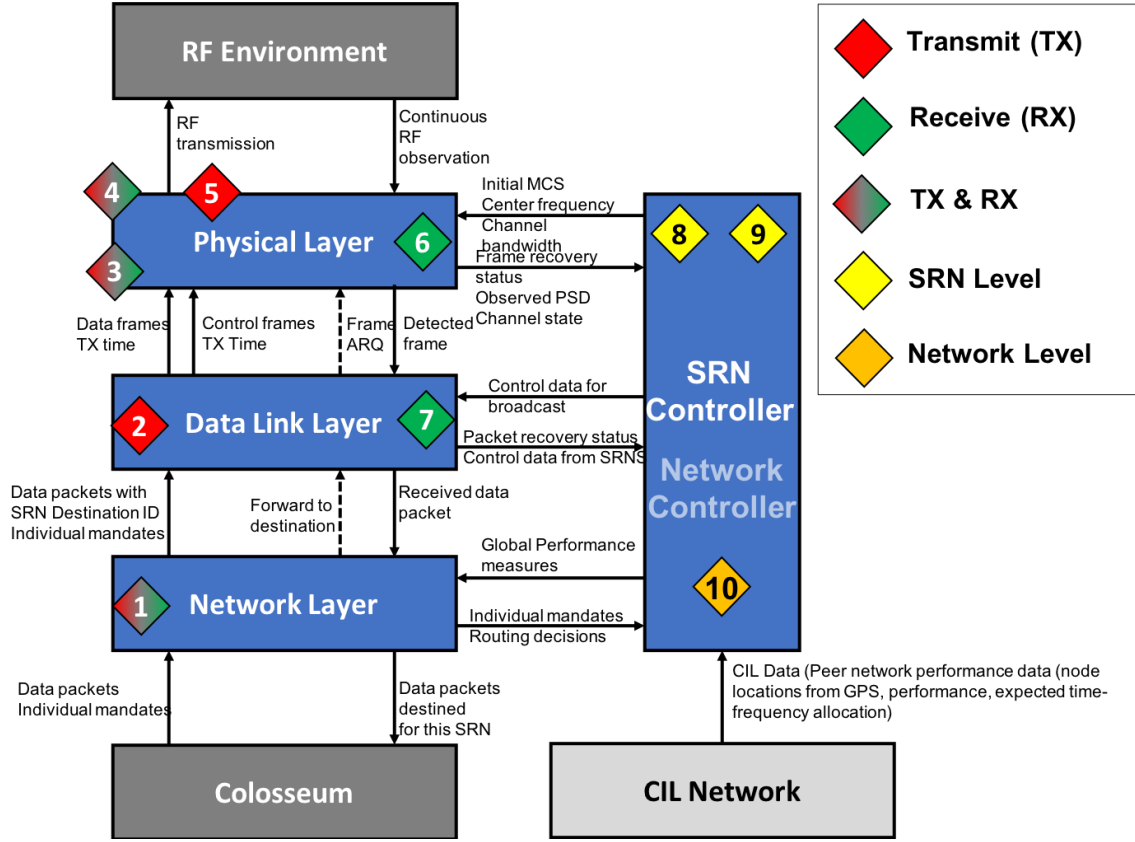 RF Environment
Transmit (TX)
Receive (RX)
TX & RX
SRN Level
Network Level
RF
transmission
Continuous
RF
observation
4
5
Physical Layer
6
3
Initial MCS
Center frequency
Channel
bandwidth
Frame recovery
status
Observed PSD
Channel state
8
9
Data frames
TX time
Control frames
TX Time
Frame
ARQ
Detected
frame
SRN
Controller
Network
Controller
10
Control data for
broadcast
2
Data Link Layer
7
Packet recovery status
Control data from SRNS
Data packets with
SRN Destination ID
Individual mandates
Forward to
destination
Received data
packet
Global Performance
measures
1
Network Layer
Individual mandates
Routing decisions
Data packets
Individual mandates
Data packets
destined
for this SRN
CIL Data (Peer network performance data (node
locations from GPS, performance, expected time-
frequency allocation)
Colosseum
CIL Network